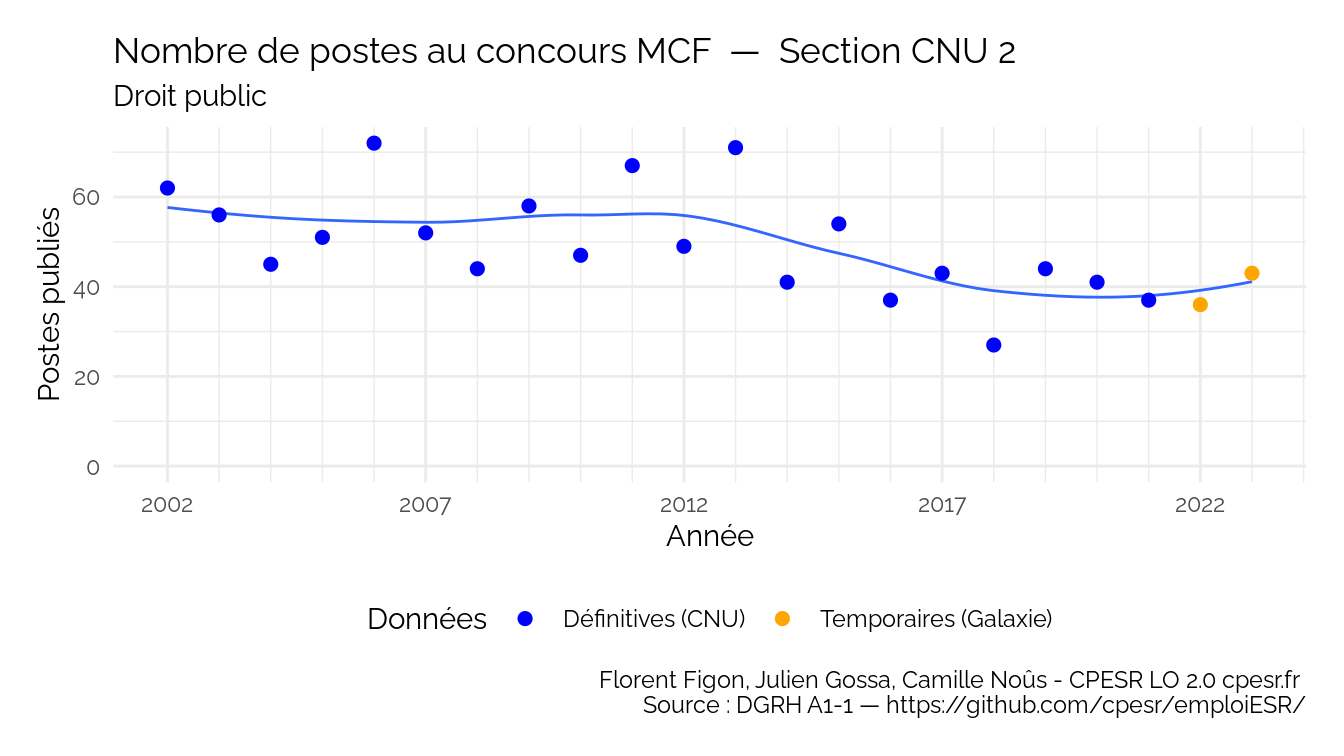 Nombre de postes au concours MCF — Section CNU 2
Droit public
Postes publiés
60
40
20
0
2002 2007 2012 2017 2022
Année
Données Définitives (CNU) Temporaires (Galaxie)
Florent Figon, Julien Gossa, Camille Noûs - CPESR LO 2.0 cpesr.fr
Source : DGRH A1-1 — https://github.com/cpesr/emploiESR/